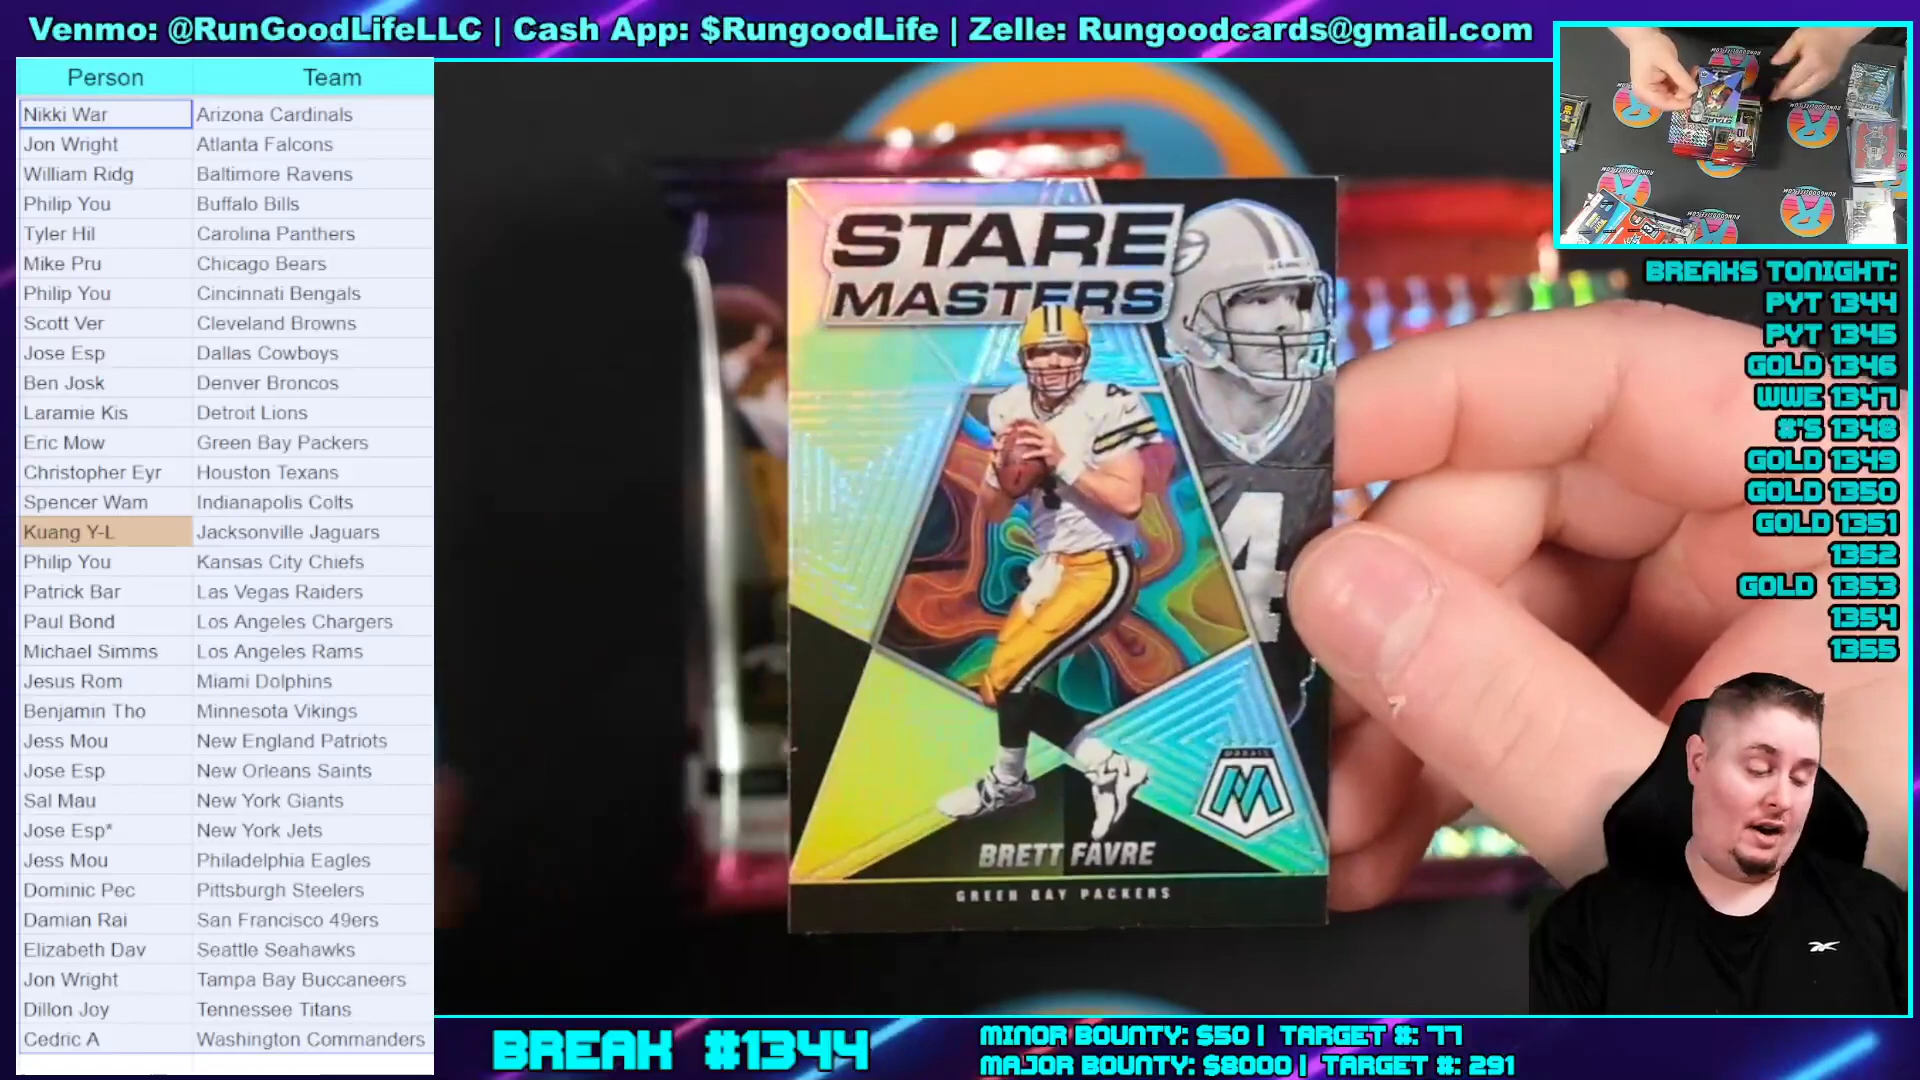 Venmo: @RunGoodLifeLLC | Cash App: $RungoodLife | Zelle: Rungoodcards@gmail.com
Person Team
Nikki War Arizona Cardinals
Jon Wright Atlanta Falcons
William Ridg Baltimore Ravens
Philip You Buffalo Bills
Tyler Hil Carolina Panthers
Mike Pru Chicago Bears
Philip You Cincinnati Bengals
Scott Ver Cleveland Browns
Jose Esp Dallas Cowboys
Ben Josk Denver Broncos
Laramie Kis Detroit Lions
Eric Mow Green Bay Packers
Christopher Eyr Houston Texans
Spencer Wam Indianapolis Colts
Kuang Y-L Jacksonville Jaguars
Philip You Kansas City Chiefs
Patrick Bar Las Vegas Raiders
Paul Bond Los Angeles Chargers
Michael Simms Los Angeles Rams
Jesus Rom Miami Dolphins
Benjamin Tho Minnesota Vikings
Jess Mou New England Patriots
Jose Esp New Orleans Saints
Sal Mau New York Giants
Jose Esp* New York Jets
Jess Mou Philadelphia Eagles
Dominic Pec Pittsburgh Steelers
Damian Rai San Francisco 49ers
Elizabeth Dav Seattle Seahawks
Jon Wright Tampa Bay Buccaneers
Dillon Joy Tennessee Titans
Cedric A Washington Commanders
STARE
MASTERS
4
4
MOSAIC
M
BRETT FAVRE
GREEN BAY PACKERS
BREAKS TONIGHT:
PYT 1344
PYT 1345
GOLD 1346
WWE 1347
#'S 1348
GOLD 1349
GOLD 1350
GOLD 1351
1352
GOLD 1353
1354
1355
BREAK #1344
MINOR BOUNTY: $50 | TARGET #: 77
MAJOR BOUNTY: $8000 | TARGET #: 291